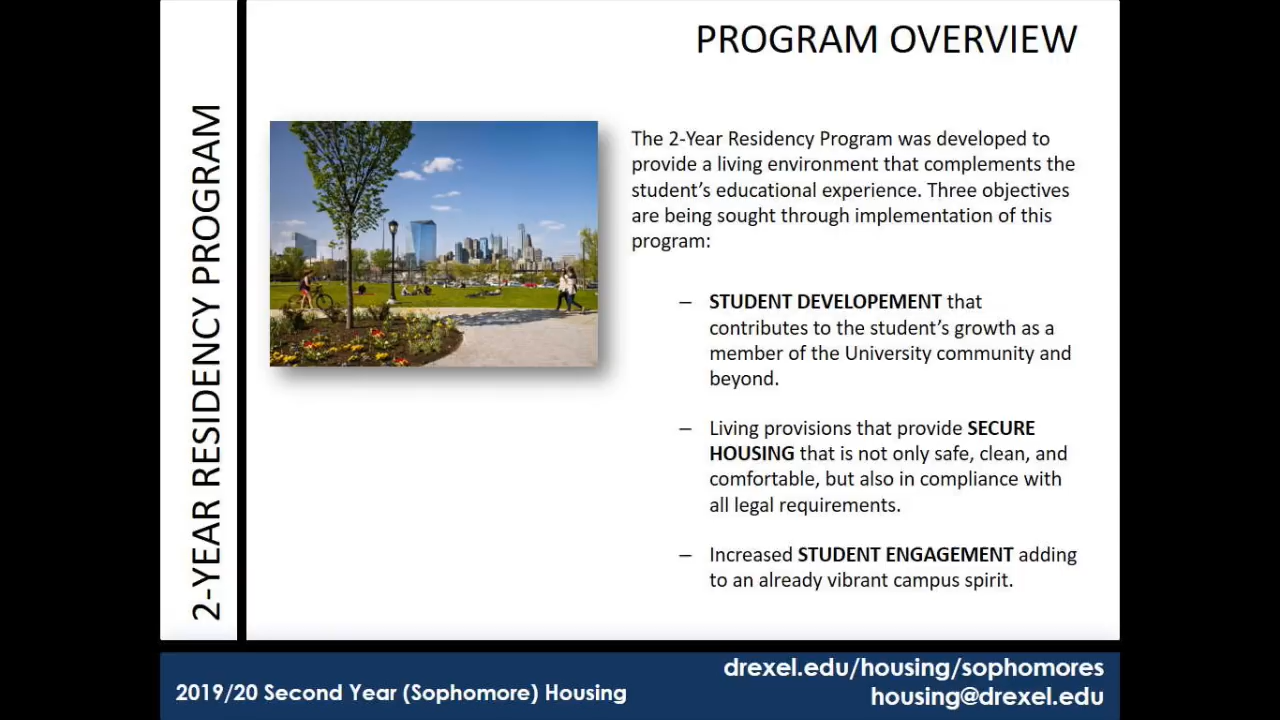 PROGRAM OVERVIEW
2-YEAR RESIDENCY PROGRAM
The 2-Year Residency Program was developed to
provide a living environment that complements the
student's educational experience. Three objectives
are being sought through implementation of this
program:
– STUDENT DEVELOPEMENT that
contributes to the student's growth as a
member of the University community and
beyond.
– Living provisions that provide SECURE
HOUSING that is not only safe, clean, and
comfortable, but also in compliance with
all legal requirements.
– Increased STUDENT ENGAGEMENT adding
to an already vibrant campus spirit.
2019/20 Second Year (Sophomore) Housing
drexel.edu/housing/sophomores
housing@drexel.edu